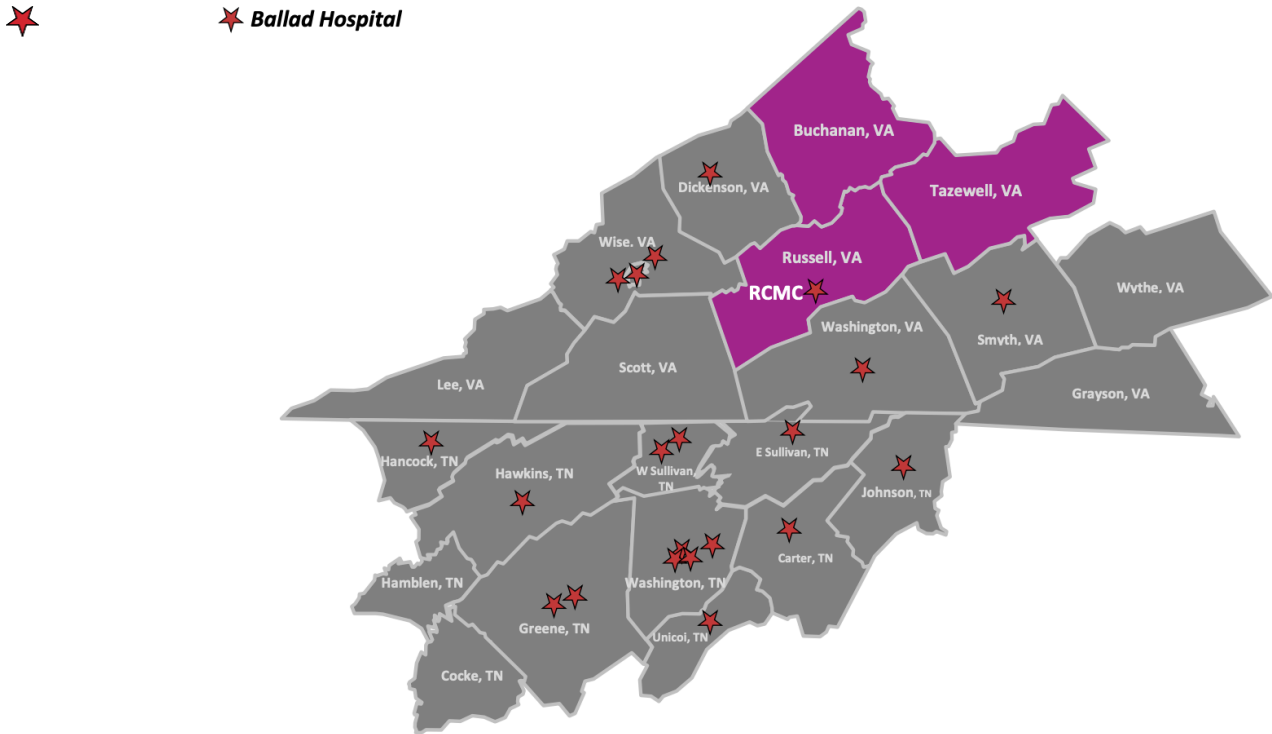 Ballad Hospital
Buchanan, VA
Dickenson, VA
Tazewell, VA
Wise. VA
Russell, VA
RCMC
Wythe, VA
Washington, VA
Smyth, VA
Scott, VA
Lee, VA
Grayson, VA
Hancock, TN
E Sullivan, TN
Hawkins, TN
W Sullivan,
TN
Johnson, TN
Carter, TN
Hamblen, TN
Washington, TN
Greene, TN
Unicoi, TN
Cocke, TN